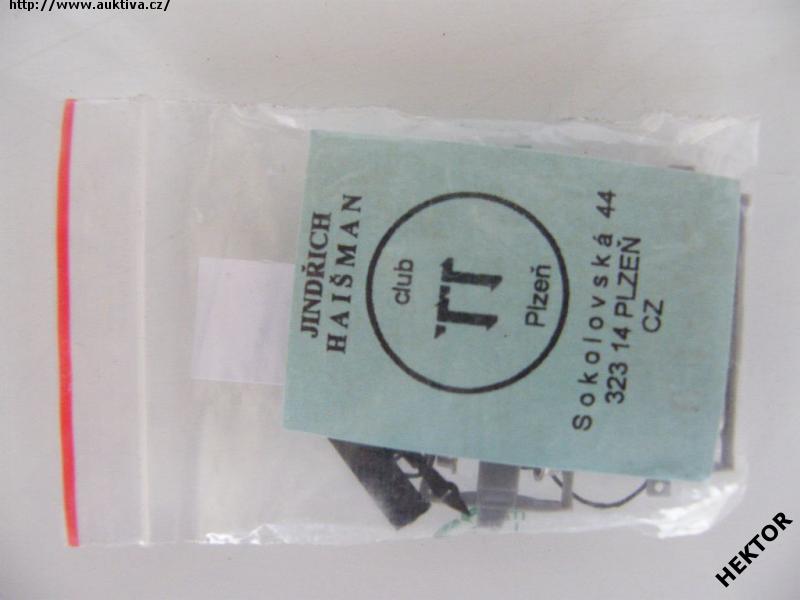 http://www.auktiva.cz/
JINDŘICH
HAIŠMAN
club
TT
Plzeň
Sokolovská 44
323 14 PLZEŇ
CZ
HEKTOR